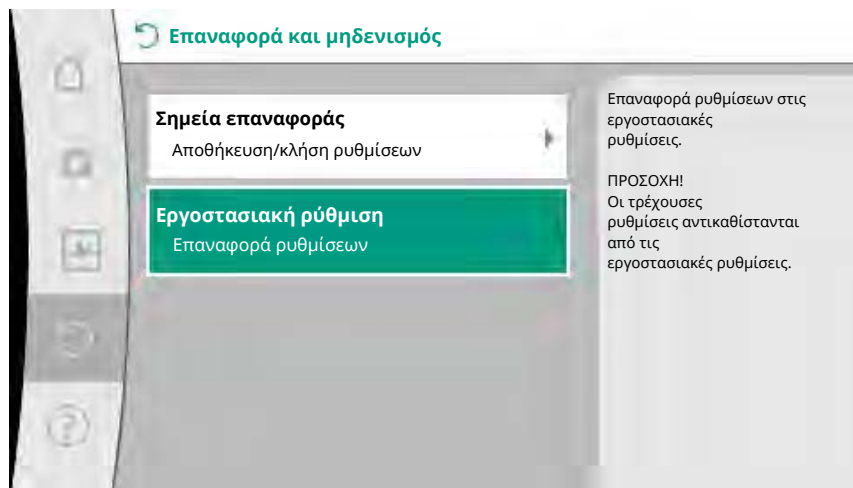 Επαναφορά και μηδενισμός
Σημεία επαναφοράς
Αποθήκευση/κλήση ρυθμίσεων
Εργοστασιακή ρύθμιση
Επαναφορά ρυθμίσεων
Επαναφορά ρυθμίσεων στις
εργοστασιακές
ρυθμίσεις.
ΠΡΟΣΟΧΗ!
Οι τρέχουσες
ρυθμίσεις αντικαθίστανται
από τις
εργοστασιακές ρυθμίσεις.